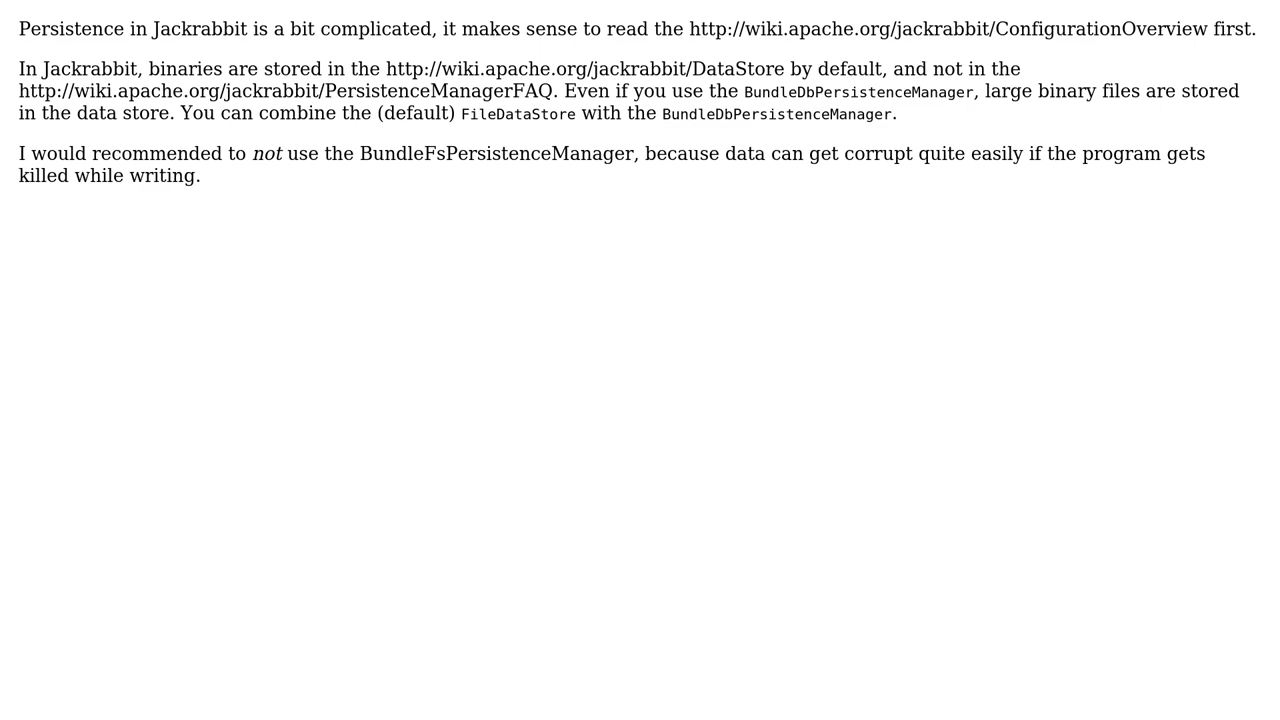 Persistence in Jackrabbit is a bit complicated, it makes sense to read the http://wiki.apache.org/jackrabbit/ConfigurationOverview first.
In Jackrabbit, binaries are stored in the http://wiki.apache.org/jackrabbit/DataStore by default, and not in the
http://wiki.apache.org/jackrabbit/PersistenceManagerFAQ. Even if you use the BundleDbPersistenceManager, large binary files are stored
in the data store. You can combine the (default) FileDataStore with the BundleDbPersistenceManager.
I would recommended to not use the BundleFsPersistenceManager, because data can get corrupt quite easily if the program gets
killed while writing.